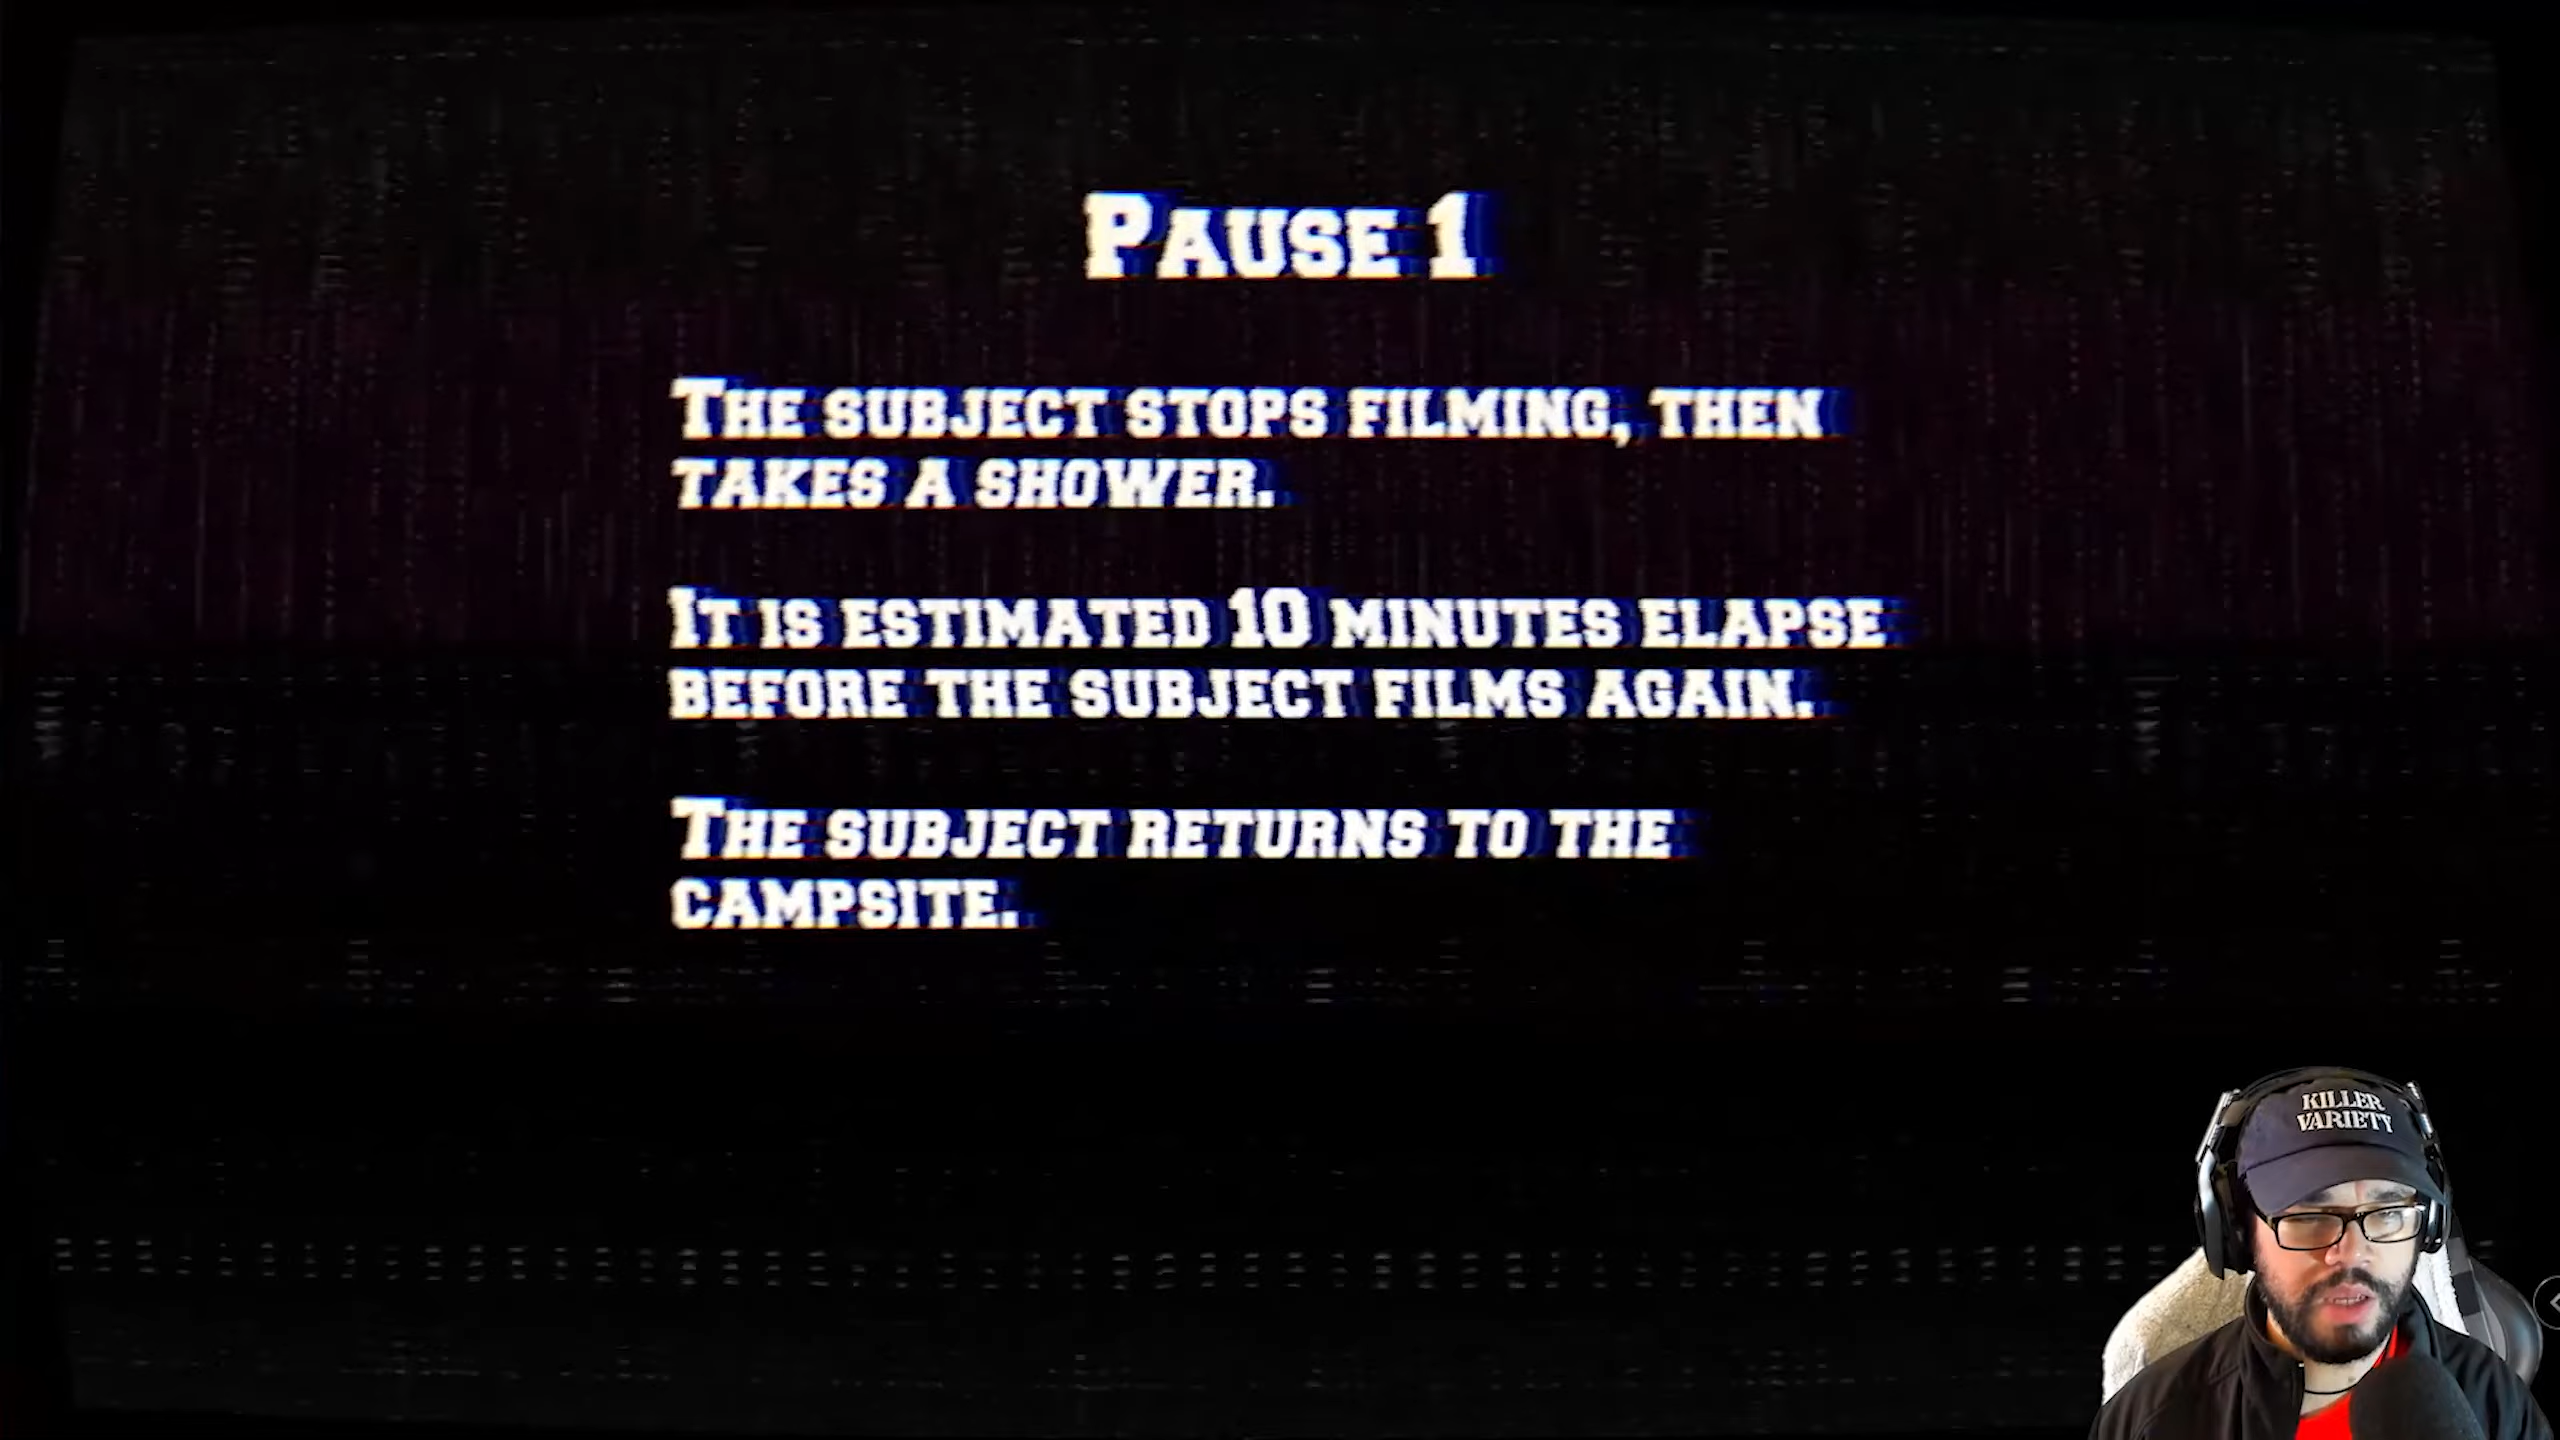 PAUSE 1
THE SUBJECT STOPS FILMING, THEN
TAKES A SHOWER.
IT IS ESTIMATED 10 MINUTES ELAPSE
BEFORE THE SUBJECT FILMS AGAIN.
THE SUBJECT RETURNS TO THE
CAMPSITE.
KILLER
VARIETY